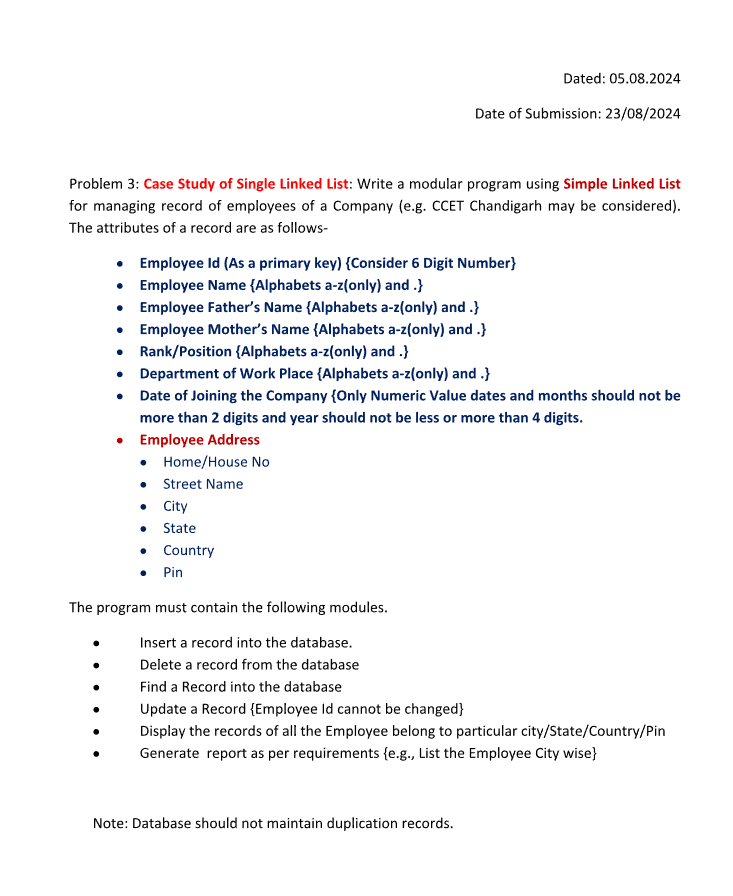 Dated: 05.08.2024
Date of Submission: 23/08/2024
Problem 3: Case Study of Single Linked List: Write a modular program using Simple Linked List
for managing record of employees of a Company (e.g. CCET Chandigarh may be considered).
The attributes of a record are as follows-
• Employee Id (As a primary key) {Consider 6 Digit Number}
• Employee Name {Alphabets a-z(only) and .}
• Employee Father’s Name {Alphabets a-z(only) and .}
• Employee Mother’s Name {Alphabets a-z(only) and .}
• Rank/Position {Alphabets a-z(only) and .}
• Department of Work Place {Alphabets a-z(only) and .}
• Date of Joining the Company {Only Numeric Value dates and months should not be
more than 2 digits and year should not be less or more than 4 digits.
• Employee Address
• Home/House No
• Street Name
• City
• State
• Country
• Pin
The program must contain the following modules.
• Insert a record into the database.
• Delete a record from the database
• Find a Record into the database
• Update a Record {Employee Id cannot be changed}
• Display the records of all the Employee belong to particular city/State/Country/Pin
• Generate report as per requirements {e.g., List the Employee City wise}
Note: Database should not maintain duplication records.